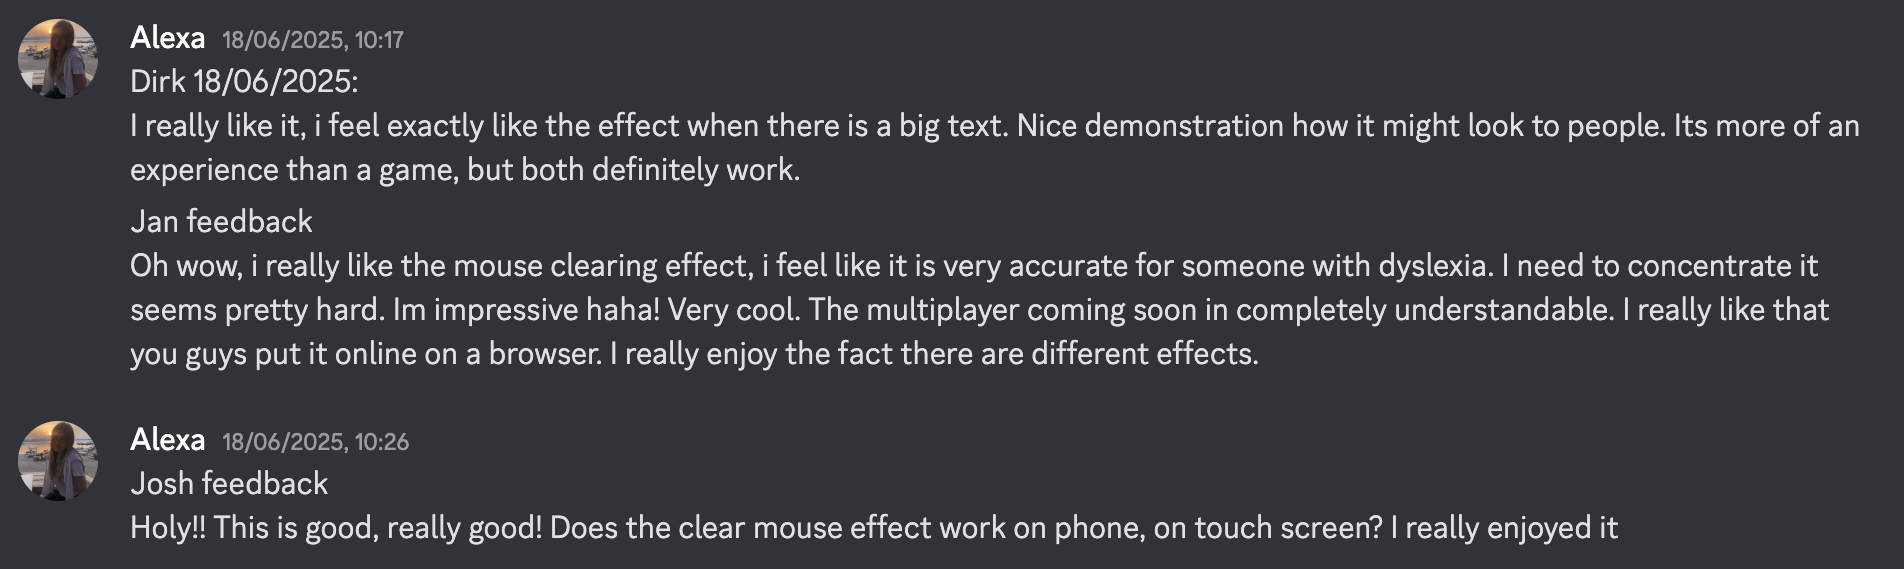 Alexa 18/06/2025, 10:17
Dirk 18/06/2025:
I really like it, i feel exactly like the effect when there is a big text. Nice demonstration how it might look to people. Its more of an
experience than a game, but both definitely work.
Jan feedback
Oh wow, i really like the mouse clearing effect, i feel like it is very accurate for someone with dyslexia. I need to concentrate it
seems pretty hard. Im impressive haha! Very cool. The multiplayer coming soon in completely understandable. I really like that
you guys put it online on a browser. I really enjoy the fact there are different effects.
Alexa 18/06/2025, 10:26
Josh feedback
Holy!! This is good, really good! Does the clear mouse effect work on phone, on touch screen? I really enjoyed it